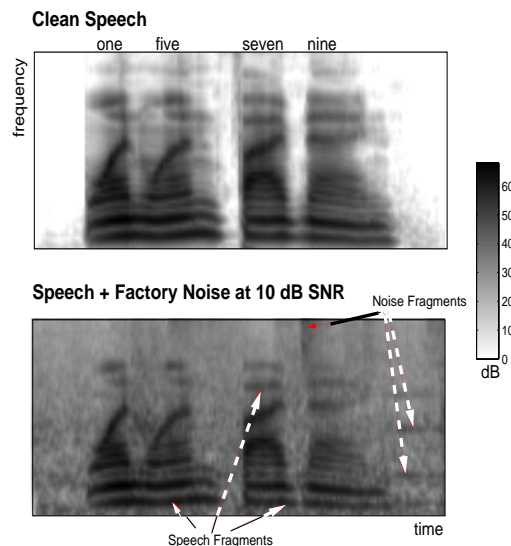 Clean Speech
one five seven nine
frequency
60
50
40
30
20
10
0
dB
Speech + Factory Noise at 10 dB SNR
Noise Fragments
time
Speech Fragments